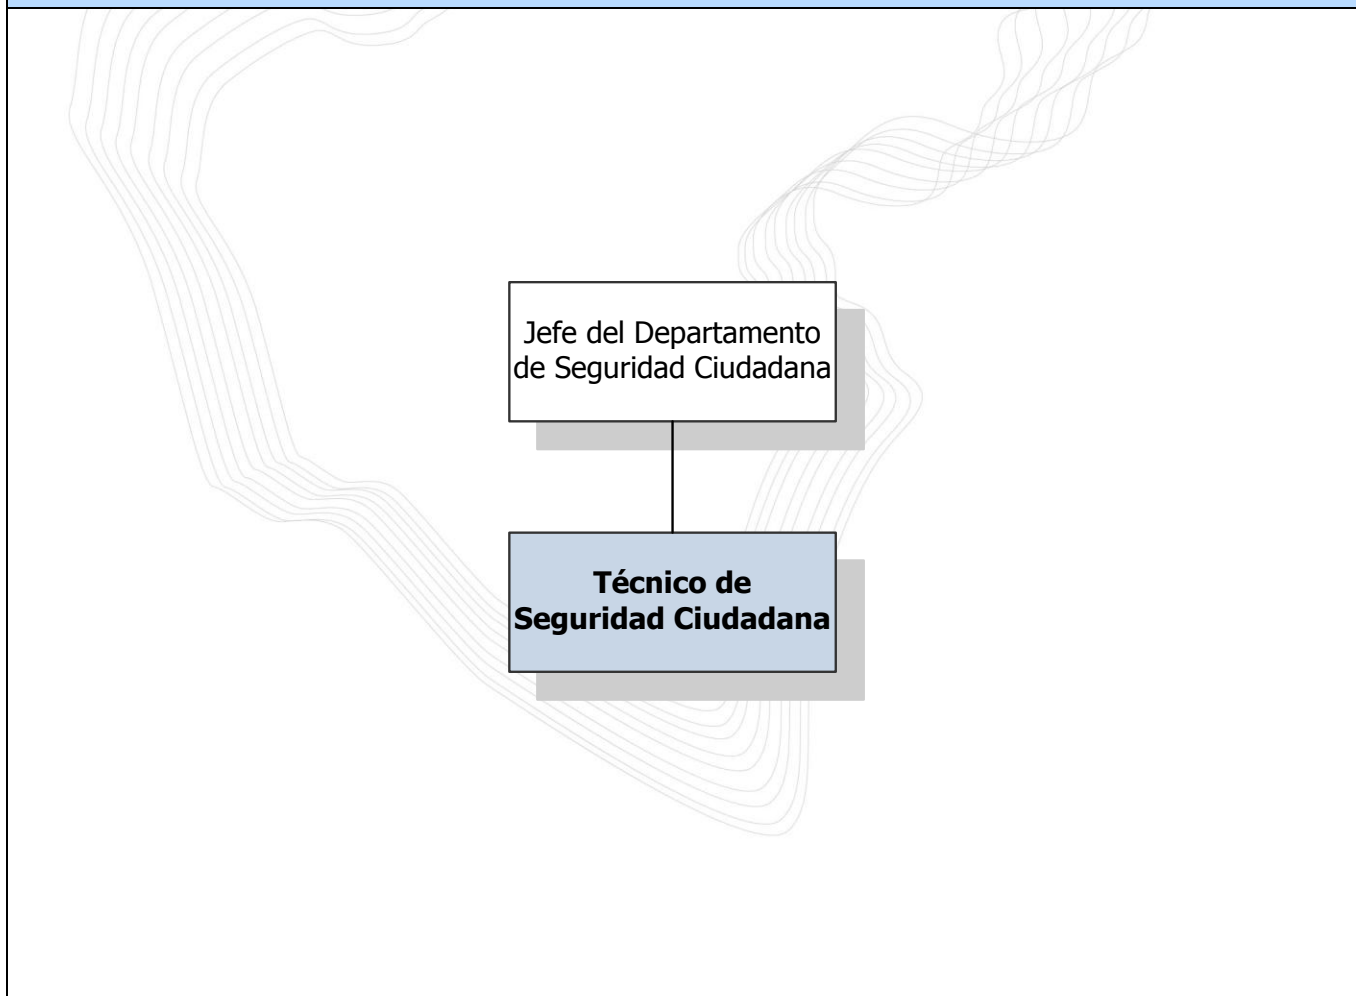 Jefe del Departamento
de Seguridad Ciudadana
Técnico de
Seguridad Ciudadana